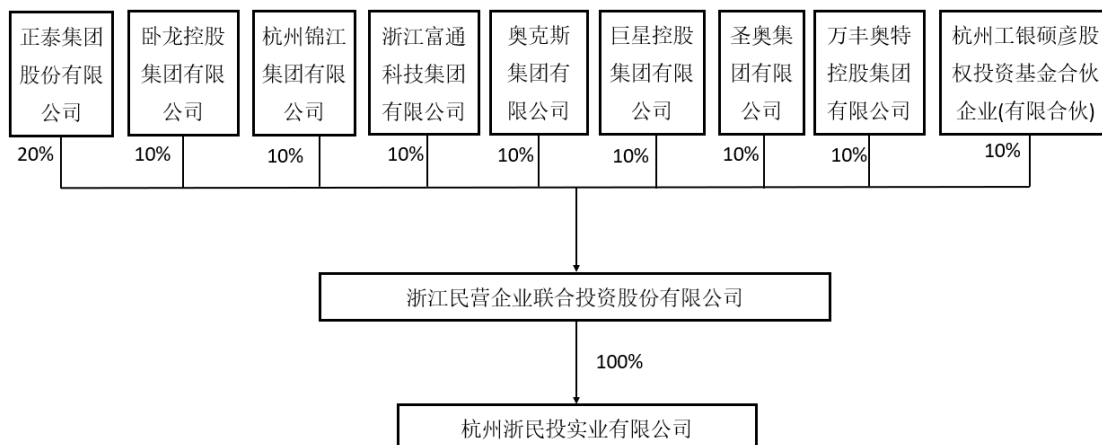 正泰集团
股份有限
公司
卧龙控股
集团有限
公司
杭州锦江
集团有限
公司
浙江富通
科技集团
有限公司
奥克斯
集团有
限公司
巨星控股
集团有限
公司
圣奥集
团有限
公司
万丰奥特
控股集团
有限公司
杭州工银硕彦股
权投资基金合伙
企业(有限合伙)
20%
10%
10%
10%
10%
10%
10%
10%
10%
浙江民营企业联合投资股份有限公司
100%
杭州浙民投实业有限公司